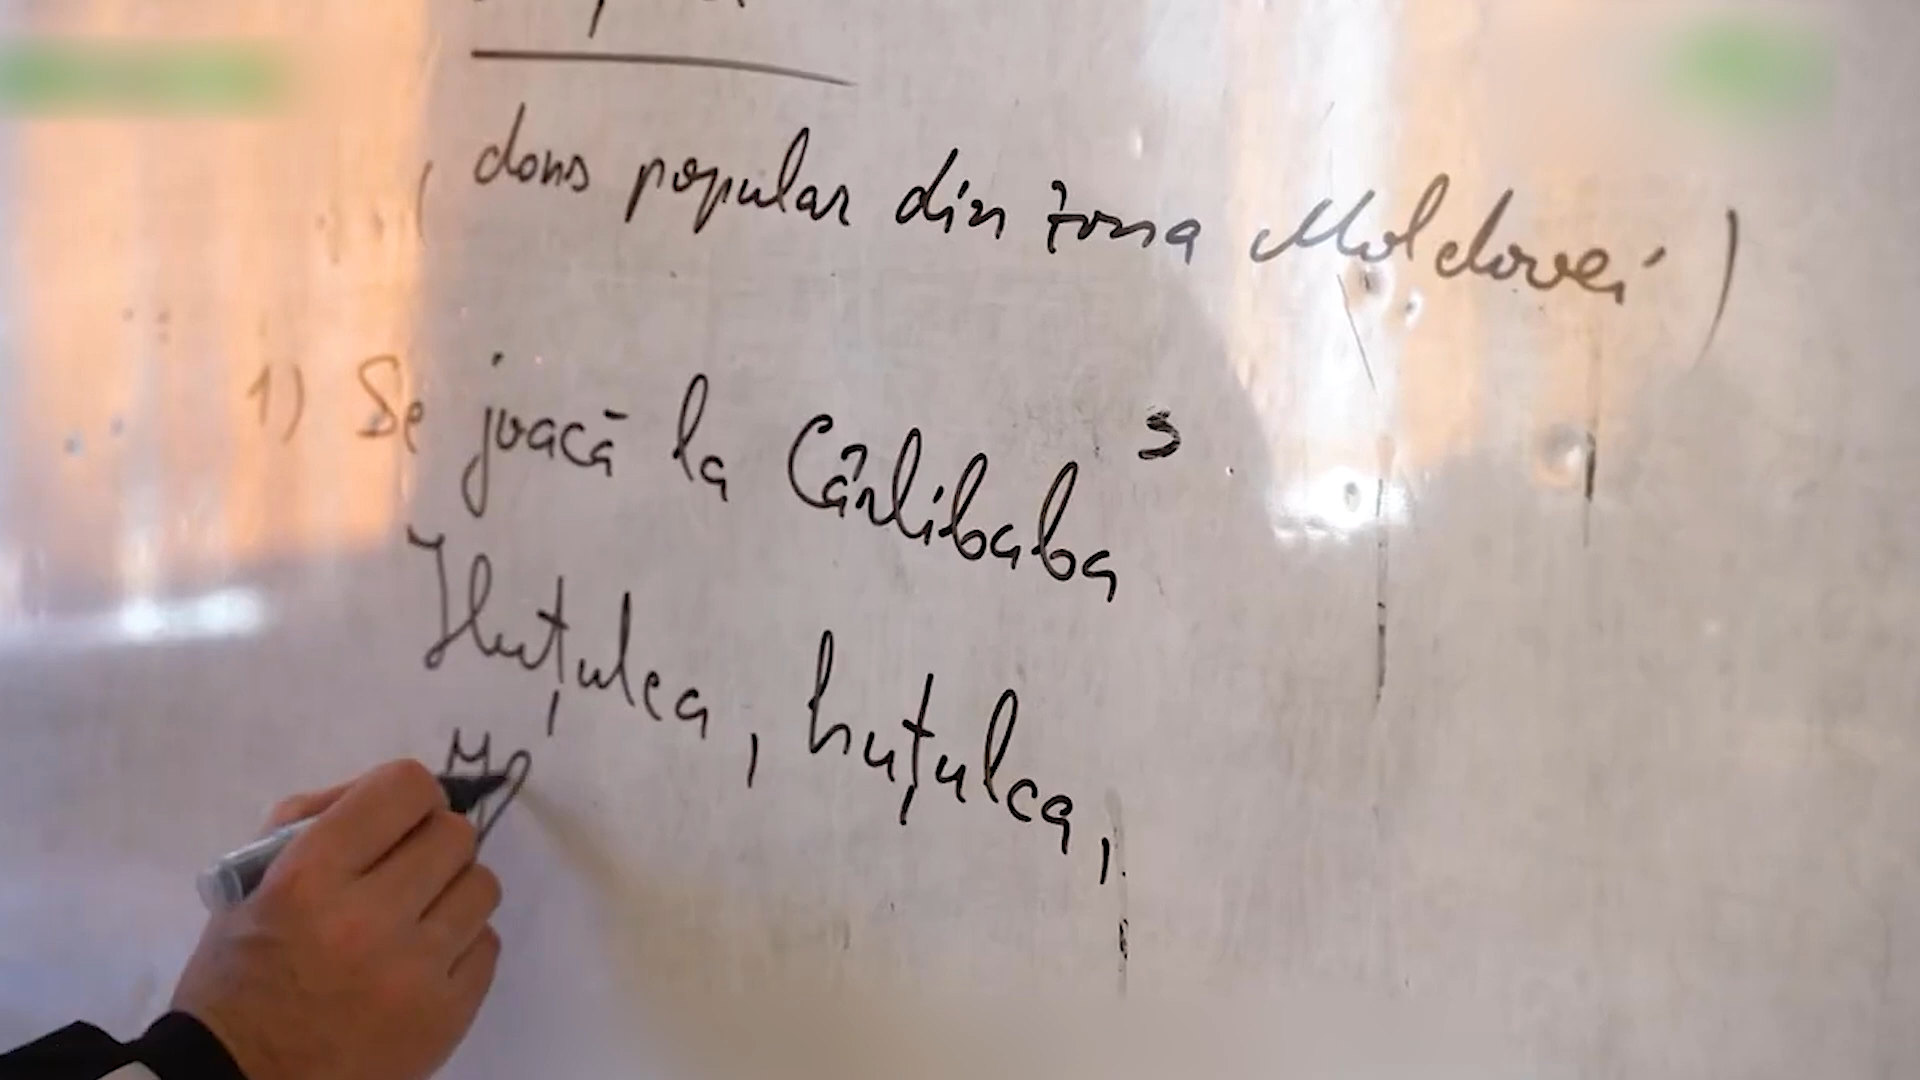 (dans popular din zona Moldovei)
1) Se joacă la Cârlibaba
Huțulca, huțulca,